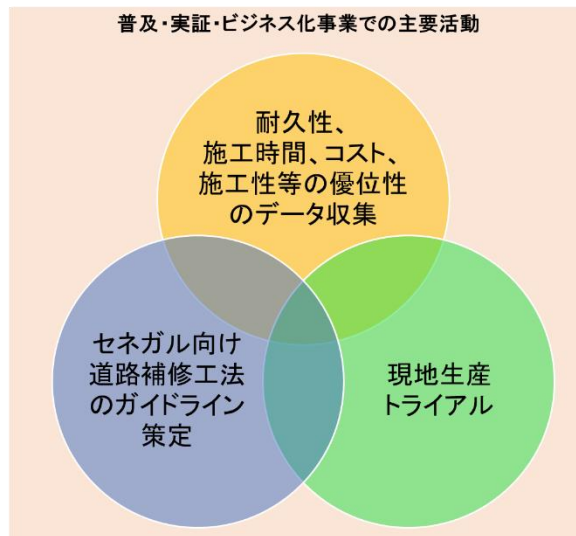 普及・実証・ビジネス化事業での主要活動
耐久性、
施工時間、コスト、
施工性等の優位性
のデータ収集
セネガル向け
道路補修工法
のガイドライン
策定
現地生産
トライアル